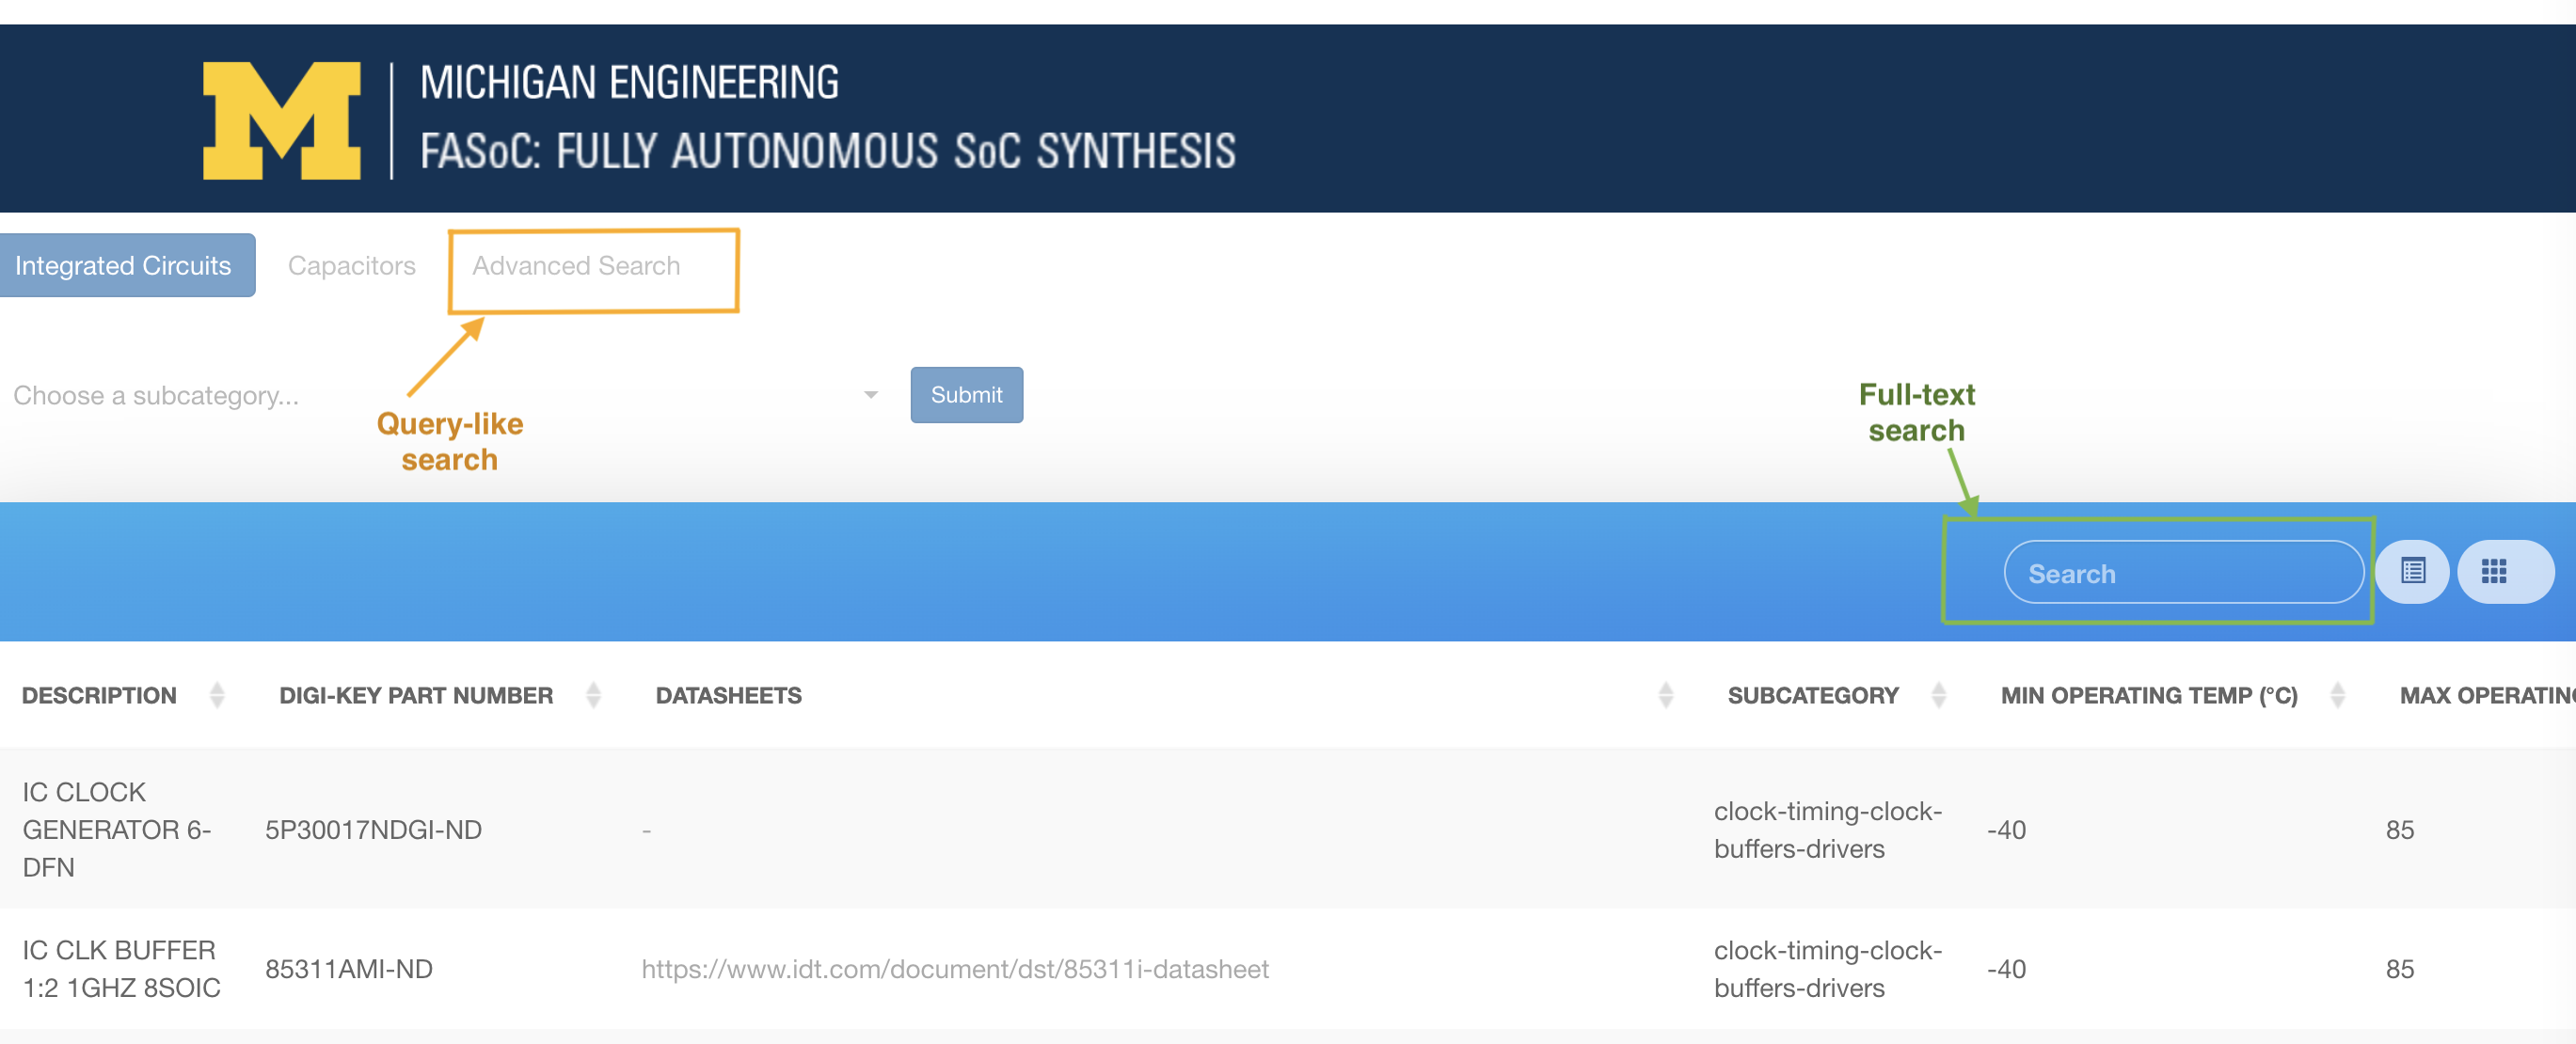 M
MICHIGAN ENGINEERING
FASoC: FULLY AUTONOMOUS SoC SYNTHESIS
Integrated Circuits
Capacitors
Advanced Search
Choose a subcategory...
Submit
Query-like
search
Full-text
search
Search
DESCRIPTION
DIGI-KEY PART NUMBER
DATASHEETS
SUBCATEGORY
MIN OPERATING TEMP (°C)
MAX OPERATING
IC CLOCK
GENERATOR 6-
DFN
5P30017NDGI-ND
-
clock-timing-clock-
buffers-drivers
-40
85
IC CLK BUFFER
1:2 1GHZ 8SOIC
85311AMI-ND
https://www.idt.com/document/dst/85311i-datasheet
clock-timing-clock-
buffers-drivers
-40
85